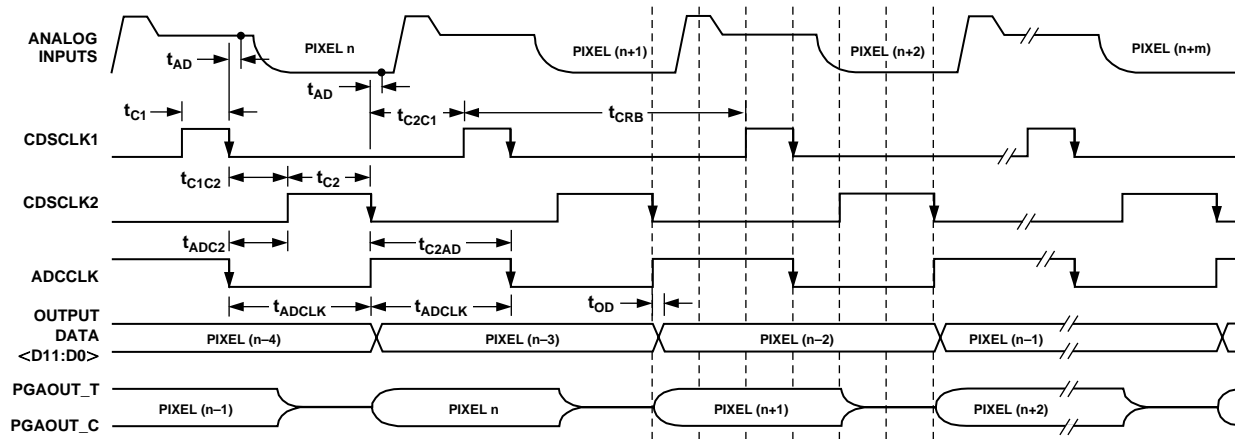 ANALOG
INPUTS
PIXEL n
PIXEL (n+1)
PIXEL (n+2)
PIXEL (n+m)
tAD
tAD
tC1
tC2C1
tCRB
CDSCLK1
tC1C2
tC2
CDSCLK2
tADC2
tC2AD
ADCCLK
tADCLK
tADCLK
tOD
OUTPUT
DATA
<D11:D0>
PIXEL (n–4)
PIXEL (n–3)
PIXEL (n–2)
PIXEL (n–1)
PGAOUT_T
PGAOUT_C
PIXEL (n–1)
PIXEL n
PIXEL (n+1)
PIXEL (n+2)